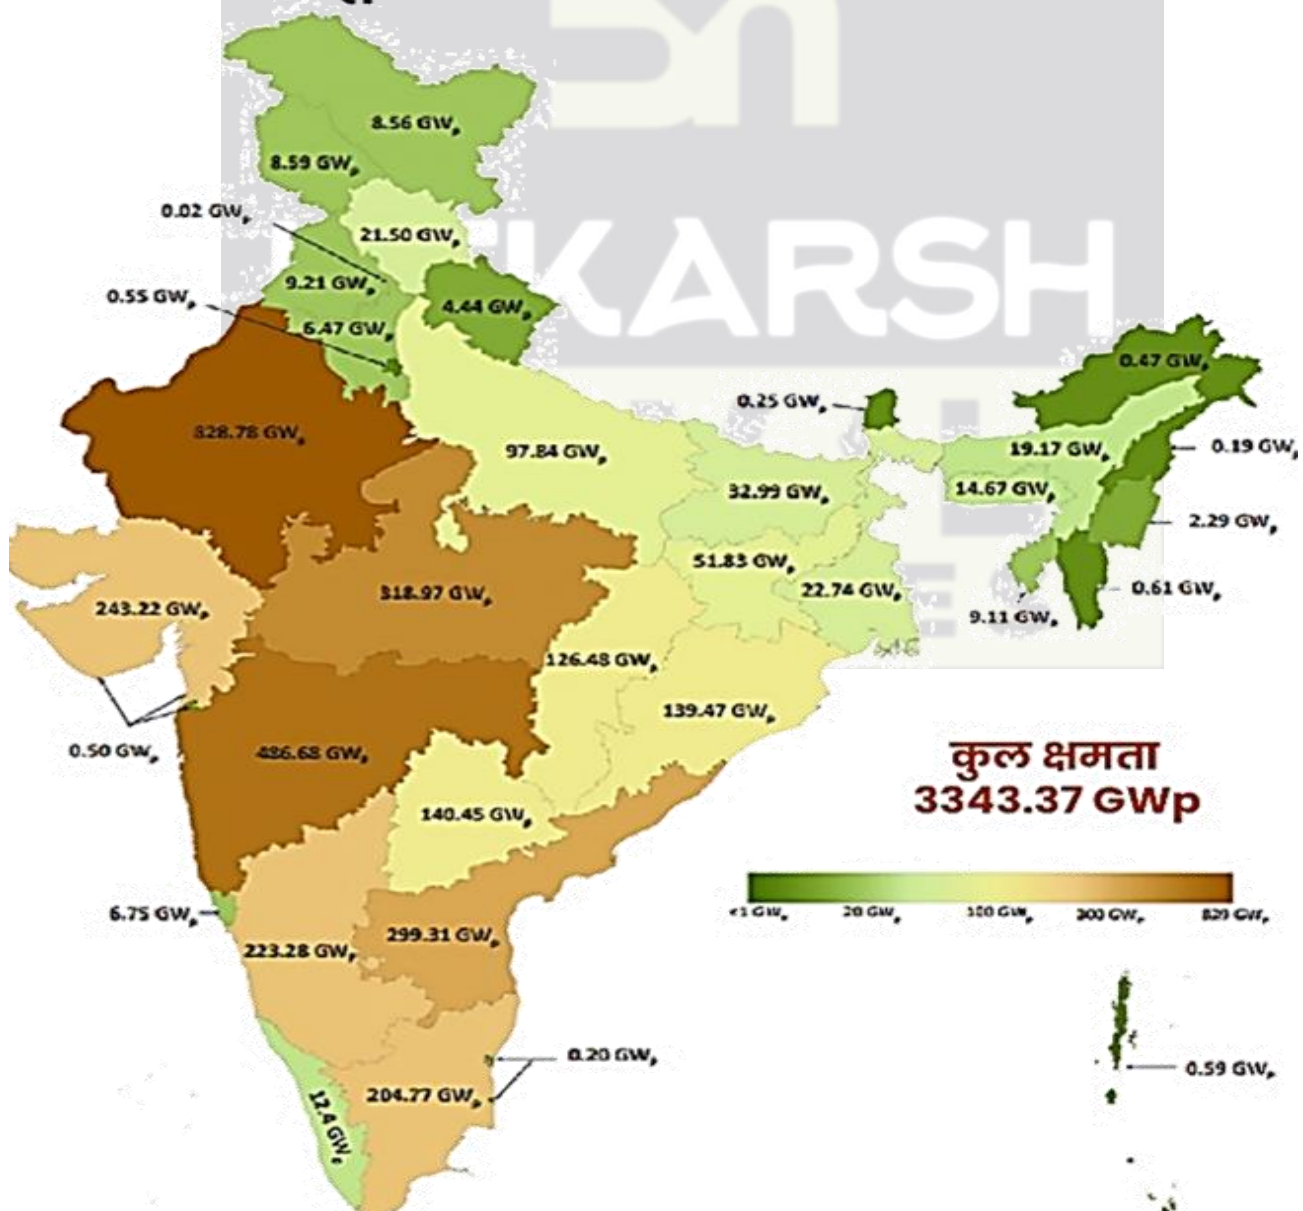 8.56 GWp
8.59 GWp
0.02 GWp
21.50 GWp
9.21 GWp
0.55 GWp
4.44 GWp
6.47 GWp
KARSH
0.47 GWp
0.25 GWp
828.78 GWp
97.84 GWp
19.17 GWp
0.19 GWp
32.99 GWp
14.67 GWp
2.29 GWp
51.83 GWp
318.97 GWp
22.74 GWp
0.61 GWp
243.22 GWp
9.11 GWp
126.48 GWp
139.47 GWp
0.50 GWp
486.68 GWp
कुल क्षमता
3343.37 GWp
140.45 GWp
<1 GWp 20 GWp 100 GWp 300 GWp 829 GWp
6.75 GWp
299.31 GWp
223.28 GWp
0.20 GWp
0.59 GWp
204.77 GWp
12.4 GWp